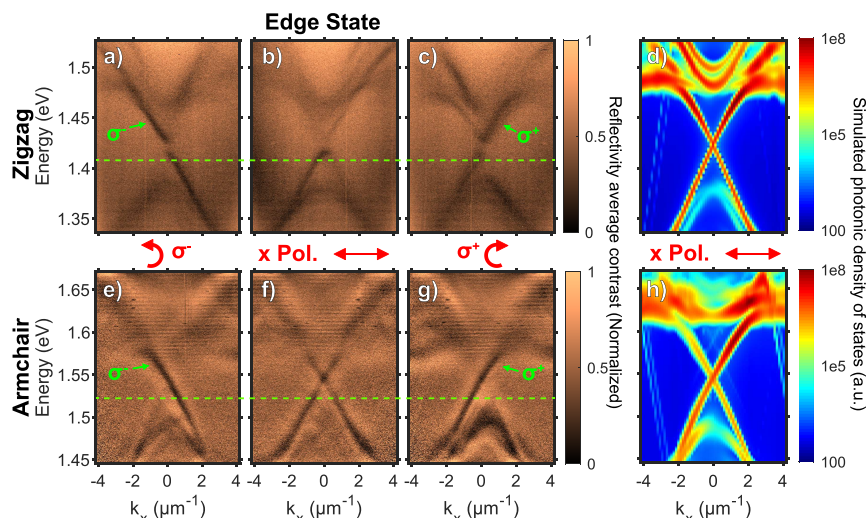 Edge State
Zigzag
Energy (eV)
1.5
1.45
1.4
1.35
a)
σ-
b)
c)
σ+
1
0.5
0
d)
1e8
1e5
100
σ-
x Pol.
σ+
x Pol.
Reflectivity average contrast (Normalized)
Simulated photonic density of states (a.u.)
Armchair
Energy (eV)
1.65
1.6
1.55
1.5
1.45
e)
σ-
f)
g)
σ+
1
0.5
0
h)
1e8
1e5
100
-4 -2 0 2 4
-4 -2 0 2 4
-4 -2 0 2 4
-4 -2 0 2 4
kx (µm-1)
kx (µm-1)
kx (µm-1)
kx (µm-1)